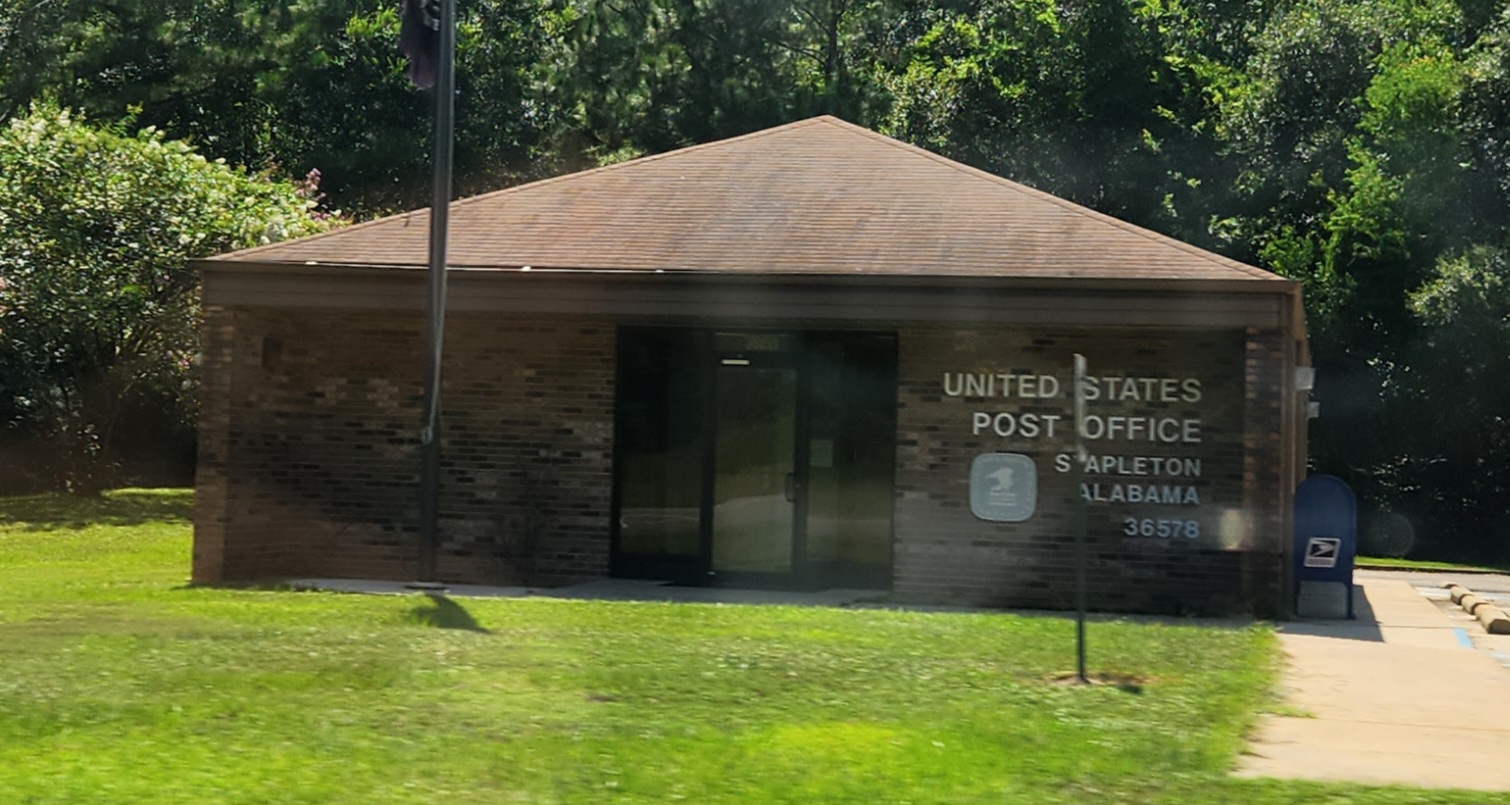 UNITED STATES
POST OFFICE
STAPLETON
ALABAMA
36578